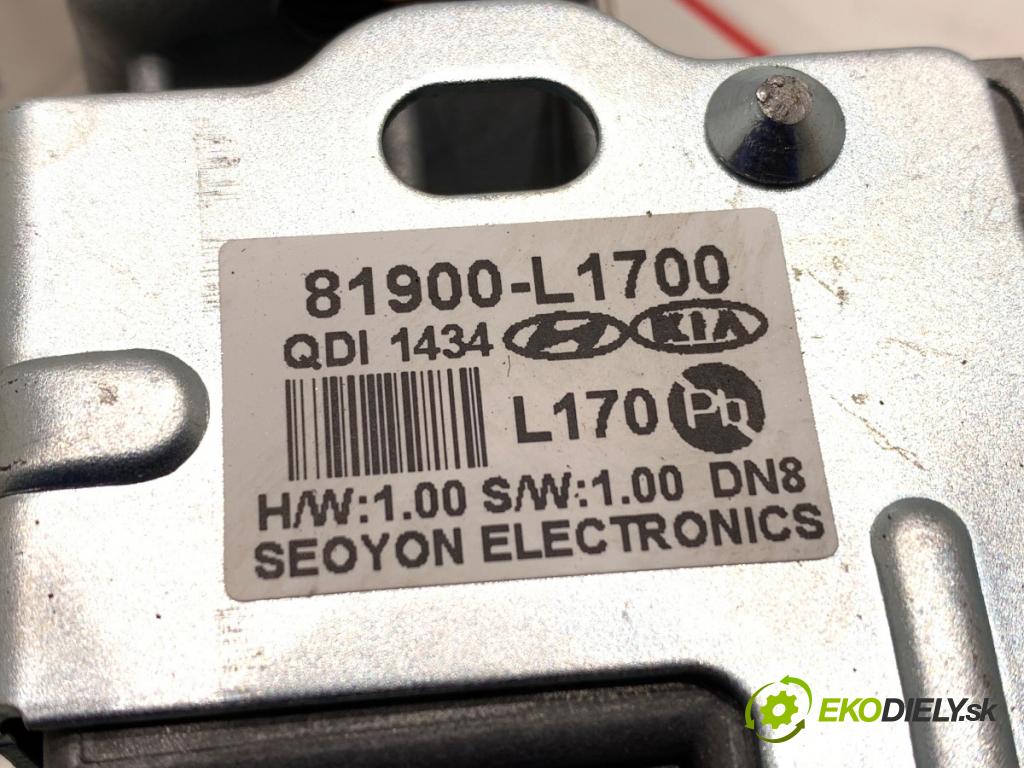 81900-L1700
QDI 1434 KIA
L170 Pb
H/W:1.00 S/W:1.00 DN8
SEOYON ELECTRONICS
EKODIELY.sk